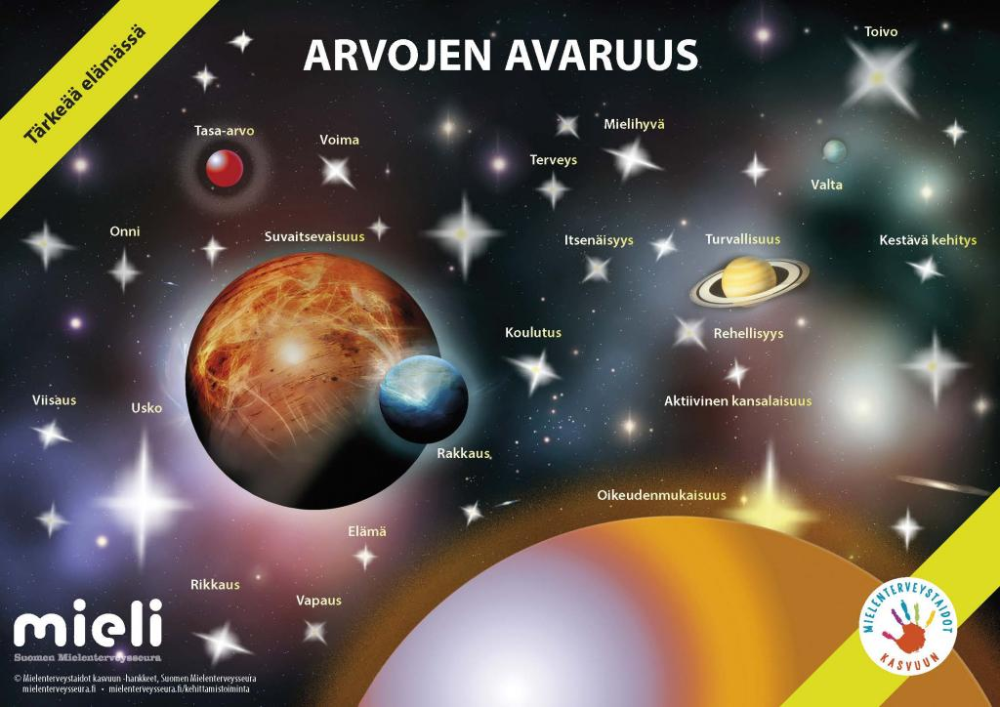 Tärkeää elämässä
ARVOJEN AVARUUS
Toivo
Tasa-arvo
Voima
Mielihyvä
Terveys
Valta
Onni
Suvaitsevaisuus
Itsenäisyys
Turvallisuus
Kestävä kehitys
Koulutus
Rehellisyys
Viisaus
Usko
Aktiivinen kansalaisuus
Rakkaus
Oikeudenmukaisuus
Elämä
Rikkaus
Vapaus
mieli
Suomen Mielenterveysseura
© Mielenterveystaidot kasvuun -hankkeet, Suomen Mielenterveysseura
mielenterveysseura.fi • mielenterveysseura.fi/kehittamistoiminta
MIELENTERVEYSTAIDOT
KASVUUN